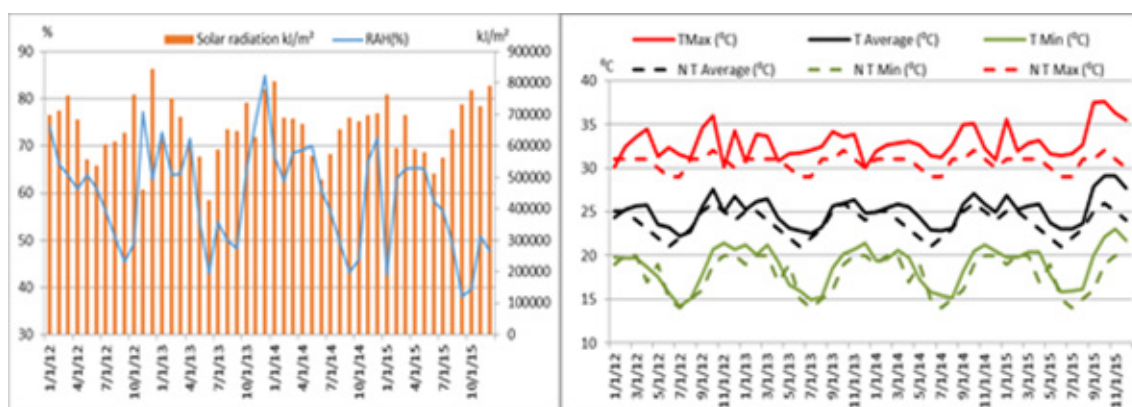 % kJ/m²
Solar radiation kJ/m² RAH(%)
90 900000
80 800000
700000
70 600000
60 500000
400000
50 300000
40 200000
100000
30 0
1/1/12 4/1/12 7/1/12 10/1/12 1/1/13 4/1/13 7/1/13 10/1/13 1/1/14 4/1/14 7/1/14 10/1/14 1/1/15 4/1/15 7/1/15 10/1/15
TMax (⁰C) T Average (⁰C) T Min (⁰C)
⁰C N T Average (⁰C) N T Min (⁰C) N T Max (⁰C)
40
35
30
25
20
15
10
1/1/12 3/1/12 5/1/12 7/1/12 9/1/12 11/1/12 1/1/13 3/1/13 5/1/13 7/1/13 9/1/13 11/1/13 1/1/14 3/1/14 5/1/14 7/1/14 9/1/14 11/1/14 1/1/15 3/1/15 5/1/15 7/1/15 9/1/15 11/1/15